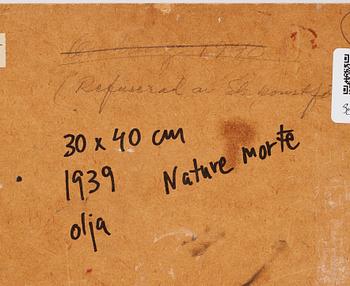 Refuserad av
30 x 40 cm
1939 Nature morte
olja